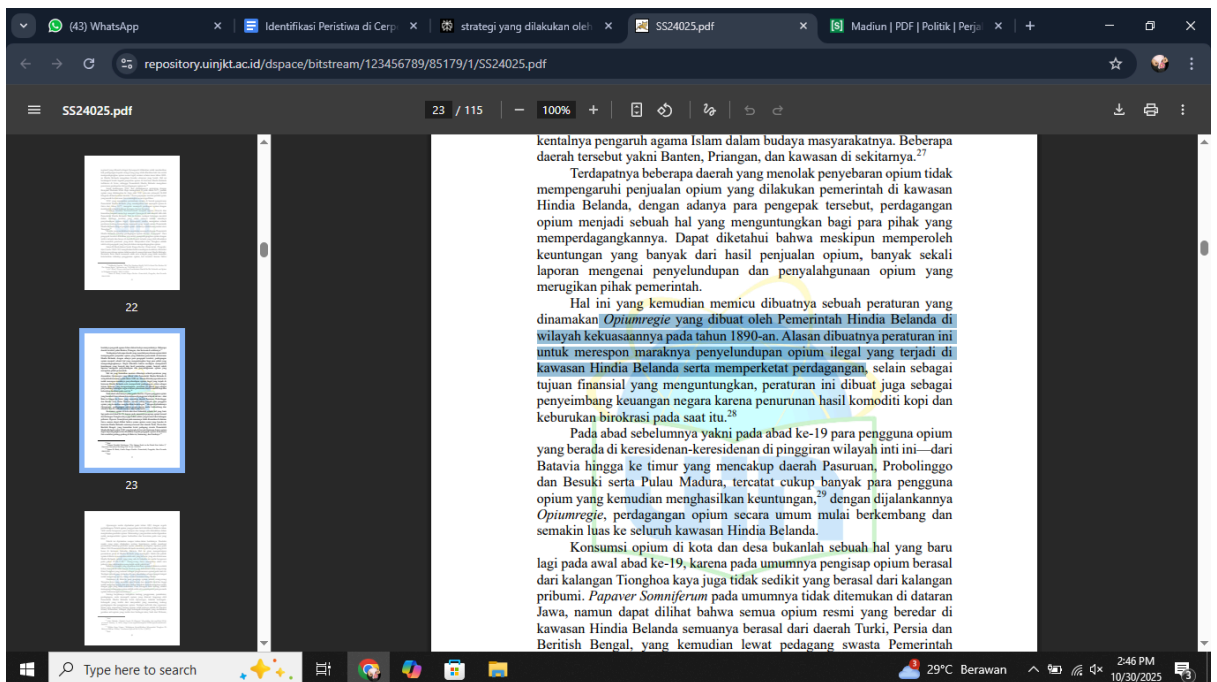 (43) WhatsApp
Identifikasi Peristiwa di Cerp
strategi yang dilakukan oleh
SS24025.pdf
Madiun | PDF | Politik | Perja
repository.uinjkt.ac.id/dspace/bitstream/123456789/85179/1/SS24025.pdf
SS24025.pdf
23 / 115
100%
22
23
kentalnya pengaruh agama Islam dalam budaya masyarakatnya. Beberapa
daerah tersebut yakni Banten, Priangan, dan kawasan di sekitarnya.27
Terdapatnya beberapa daerah yang menolak penyebaran opium tidak
mempengaruhi penjualan opium yang dilakukan pemerintah di kawasan
Hindia Belanda, dengan adanya para pengepak tersebut, perdagangan
opium menjadi sebuah hal yang menguntungkan bagi para pihak yang
memperdagangkannya. Dapat diketahui bahwa meskipun memperoleh
keuntungan yang banyak dari hasil penjualan opium, banyak sekali
laporan mengenai penyelundupan dan penyalahgunaan opium yang
merugikan pihak pemerintah.
Hal ini yang kemudian memicu dibuatnya sebuah peraturan yang
dinamakan Opiumregie yang dibuat oleh Pemerintah Hindia Belanda di
wilayah kekuasaannya pada tahun 1890-an. Alasan dibuatnya peraturan ini
untuk merespon maraknya penyelundupan opium ilegal yang terjadi di
kawasan Hindia Belanda serta memperketat perdagangan, selain sebagai
tujuan finansial yang menguntungkan, peraturan ini dibuat juga sebagai
penyeimbang keuangan negara karena penurunan hasil komoditi kopi dan
keburukan birokrasi pada saat itu.28
Pada abad sebelumnya yakni pada abad ke-19 para pengguna opium
yang berada di keresidenan-keresidenan di pinggiran wilayah inti ini—dari
Batavia hingga ke timur yang mencakup daerah Pasuruan, Probolinggo
dan Besuki serta Pulau Madura, tercatat cukup banyak para pengguna
opium yang kemudian menghasilkan keuntungan,29 dengan dijalankannya
Opiumregie, perdagangan opium secara umum mulai berkembang dan
semakin luas ke seluruh kawasan Hindia Belanda.
Konsumsi opium di kota dan desa bukanlah sebuah hal yang baru
lagi pada awal abad ke-19, karena pada umumnya pengisap opium berasal
dari kalangan Tionghoa kaya juga tidak sedikit yang berasal dari kalangan
pribumi. Papaver Somniferum pada umumnya tidak ditemukan di dataran
Jawa, namun dapat dilihat bahwa semua opium resmi yang beredar di
kawasan Hindia Belanda semuanya berasal dari daerah Turki, Persia dan
Beritish Bengal, yang kemudian lewat pedagang swasta Pemerintah
Type here to search
29°C Berawan
2:46 PM
10/30/2025